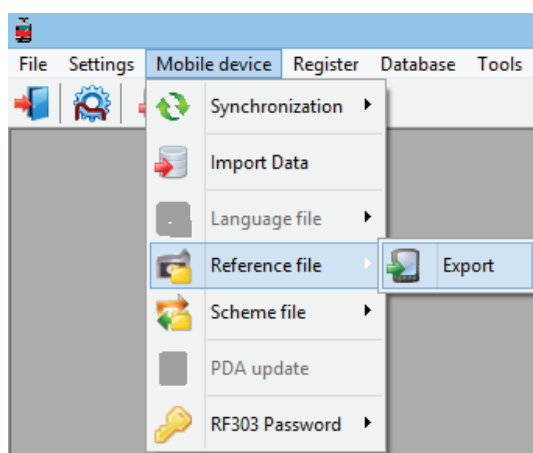 File Settings Mobile device Register Database Tools
Synchronization
Import Data
Language file
Reference file Export
Scheme file
PDA update
RF303 Password